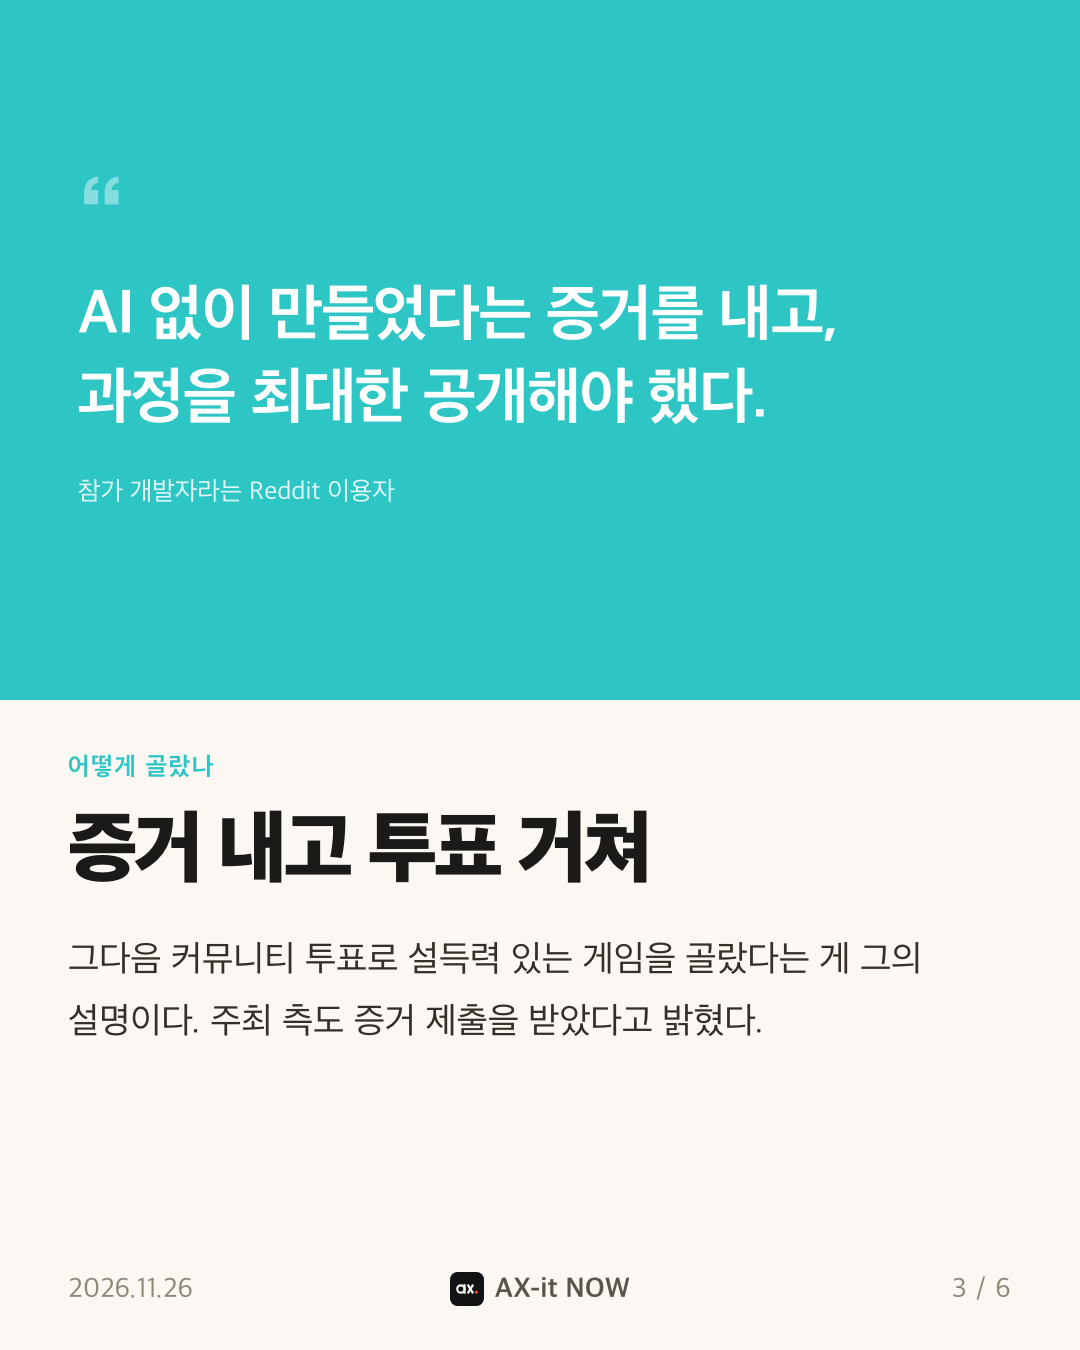 “
AI 없이 만들었다는 증거를 내고,
과정을 최대한 공개해야 했다.
참가 개발자라는 Reddit 이용자
어떻게 골랐나
증거 내고 투표 거쳐
그다음 커뮤니티 투표로 설득력 있는 게임을 골랐다는 게 그의
설명이다. 주최 측도 증거 제출을 받았다고 밝혔다.
2026.11.26
ax.
AX-it NOW
3 / 6